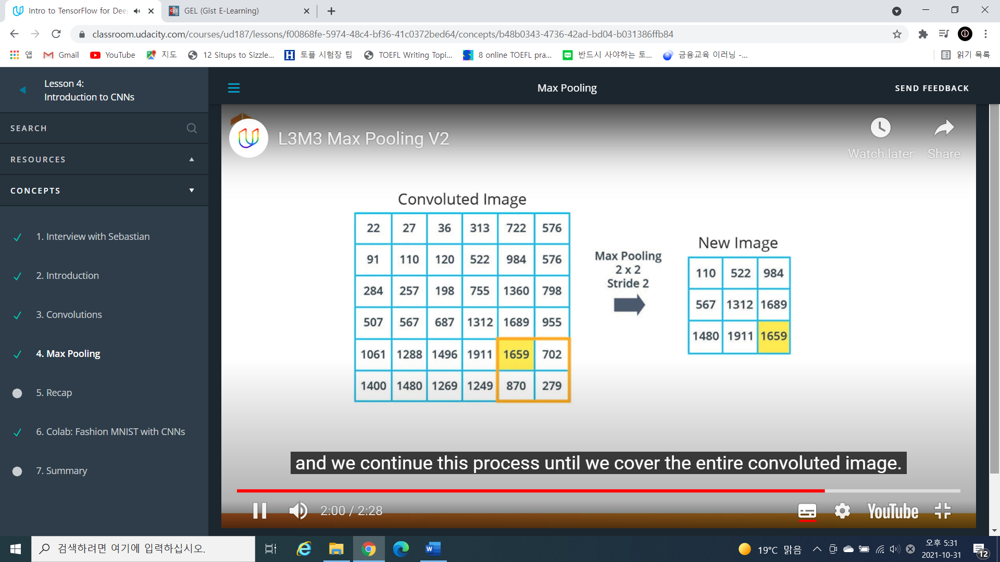 Intro to TensorFlow for Dee
GEL (Gist E-Learning)
classroom.udacity.com/courses/ud187/lessons/f00868fe-5974-48c4-bf36-41c0372bed64/concepts/b48b0343-4736-42ad-bd04-b031386ffb84
앱 Gmail YouTube 지도 12 Situps to Sizzle... 토플 시험장 팁 TOEFL Writing Topi... 8 online TOEFL pra... 반드시 사야하는 토... 금융교육 이러닝 -... 읽기 목록
Lesson 4:
Introduction to CNNs
Max Pooling
SEND FEEDBACK
SEARCH
RESOURCES
CONCEPTS
1. Interview with Sebastian
2. Introduction
3. Convolutions
4. Max Pooling
5. Recap
6. Colab: Fashion MNIST with CNNs
7. Summary
L3M3 Max Pooling V2
Watch later Share
Convoluted Image
22 27 36 313 722 576
91 110 120 522 984 576
284 257 198 755 1360 798
507 567 687 1312 1689 955
1061 1288 1496 1911 1659 702
1400 1480 1269 1249 870 279
Max Pooling
2 x 2
Stride 2
New Image
110 522 984
567 1312 1689
1480 1911 1659
and we continue this process until we cover the entire convoluted image.
2:00 / 2:28
YouTube
검색하려면 여기에 입력하십시오.
19°C 맑음
오후 5:31
2021-10-31
12